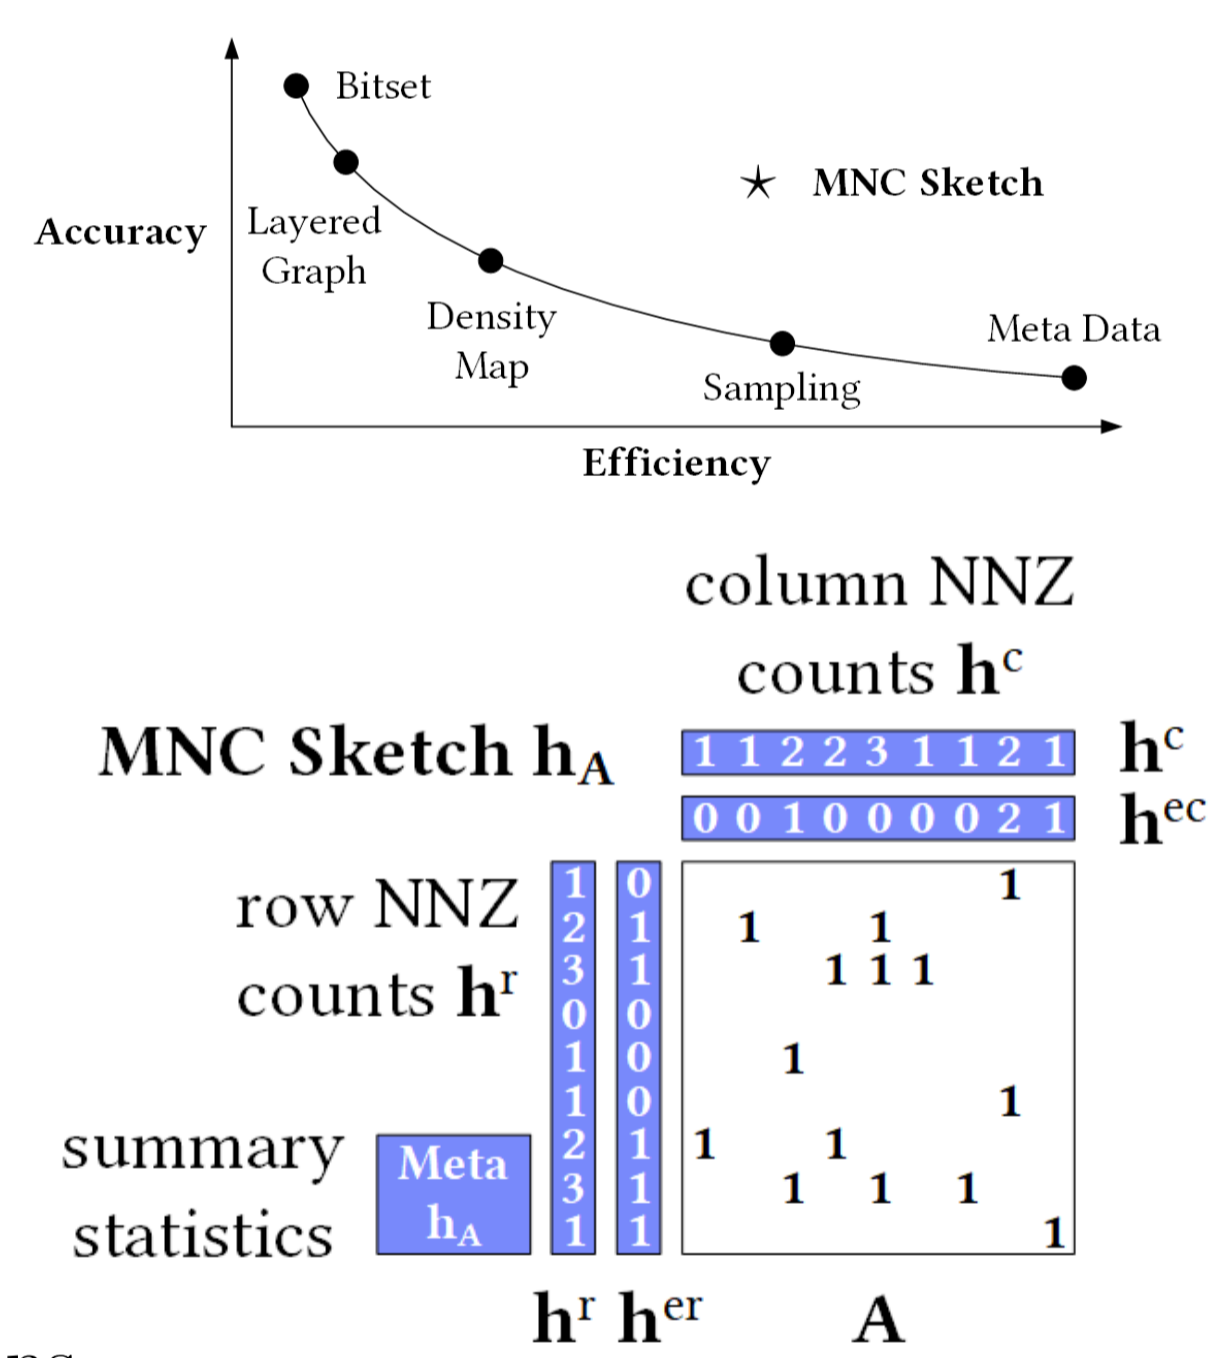 Bitset
MNC Sketch
Accuracy
Layered
Graph
Density
Map
Meta Data
Sampling
Efficiency
column NNZ
counts h^c
MNC Sketch h_A
1 1 2 2 3 1 1 2 1 h^c
0 0 1 0 0 0 0 2 1 h^ec
row NNZ
counts h^r
summary
statistics
Meta
h_A
1 0 1
2 1 1 1
3 1 1 1 1
0 0
1 0 1
1 0 1
2 1 1 1
3 1 1 1 1
1 1 1
h^r h^er A